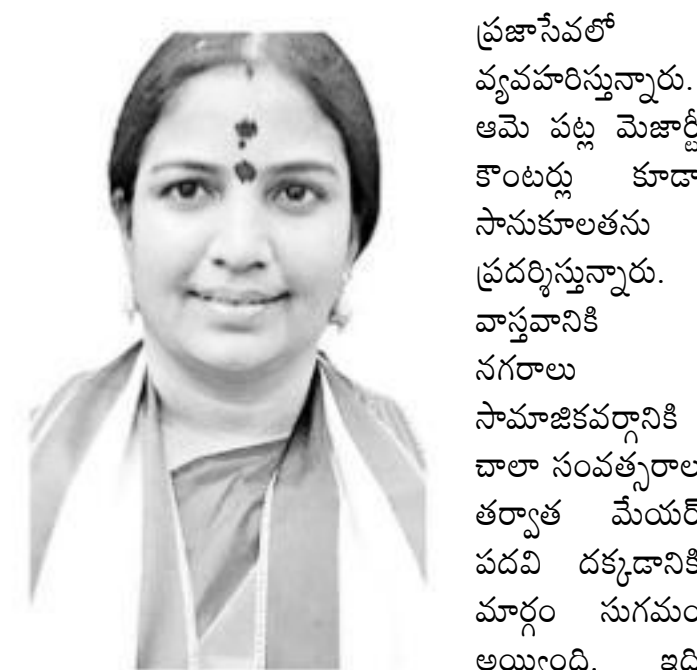 ప్రజాసేవలో
వ్యవహరిస్తున్నారు.
ఆమె పట్ల మెజార్టీ
కౌంటర్లు కూడా
సానుకూలతను
ప్రదర్శిస్తున్నారు.
వాస్తవానికి
నగరాలు
సామాజికవర్గానికి
చాలా సంవత్సరాల
తర్వాత మేయర్
పదవి దక్కడానికి
మార్గం సుగమం
అయ్యింది. ఇది